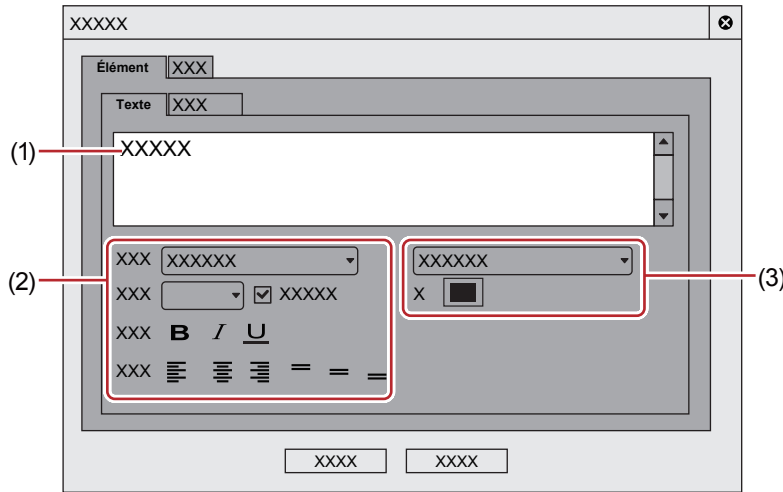 XXXXX
Élément XXX
Texte XXX
(1) XXXXX
XXX XXXXXX XXXXXX
(2) XXX XXXXX X (3)
XXX B I U
XXX
XXXX XXXX